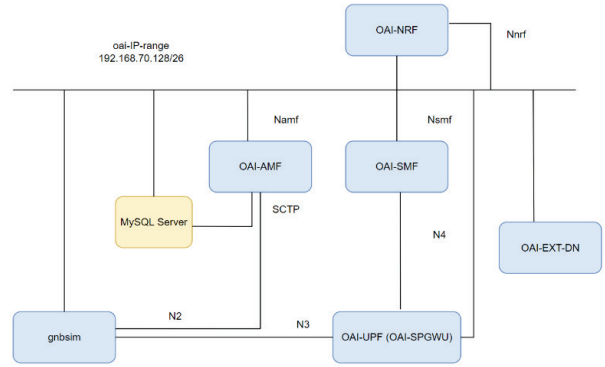 OAI-NRF
Nnrf
oai-IP-range
192.168.70.128/26
Namf
Nsmf
OAI-AMF
OAI-SMF
SCTP
MySQL Server
N4
OAI-EXT-DN
N2
N3
gnbsim
OAI-UPF (OAI-SPGWU)